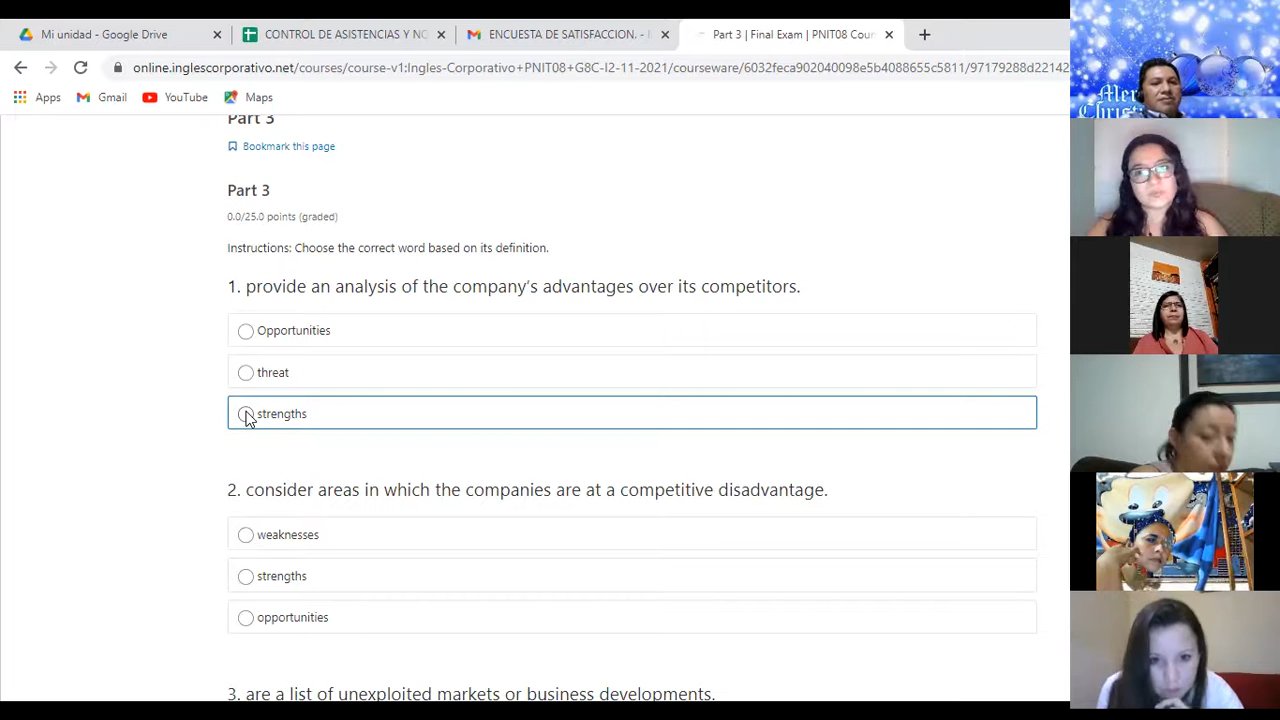 Mi unidad - Google Drive
CONTROL DE ASISTENCIAS Y NO
ENCUESTA DE SATISFACCION. - I
Part 3 | Final Exam | PNIT08 Cour
online.inglescorporativo.net/courses/course-v1:Ingles-Corporativo+PNIT08+G8C-I2-11-2021/courseware/6032feca902040098e5b4088655c5811/97179288d22142
Apps
Gmail
YouTube
Maps
Part 3
Bookmark this page
Part 3
0.0/25.0 points (graded)
Instructions: Choose the correct word based on its definition.
1. provide an analysis of the company's advantages over its competitors.
Opportunities
threat
strengths
2. consider areas in which the companies are at a competitive disadvantage.
weaknesses
strengths
opportunities
3. are a list of unexploited markets or business developments.
Mer
Christ